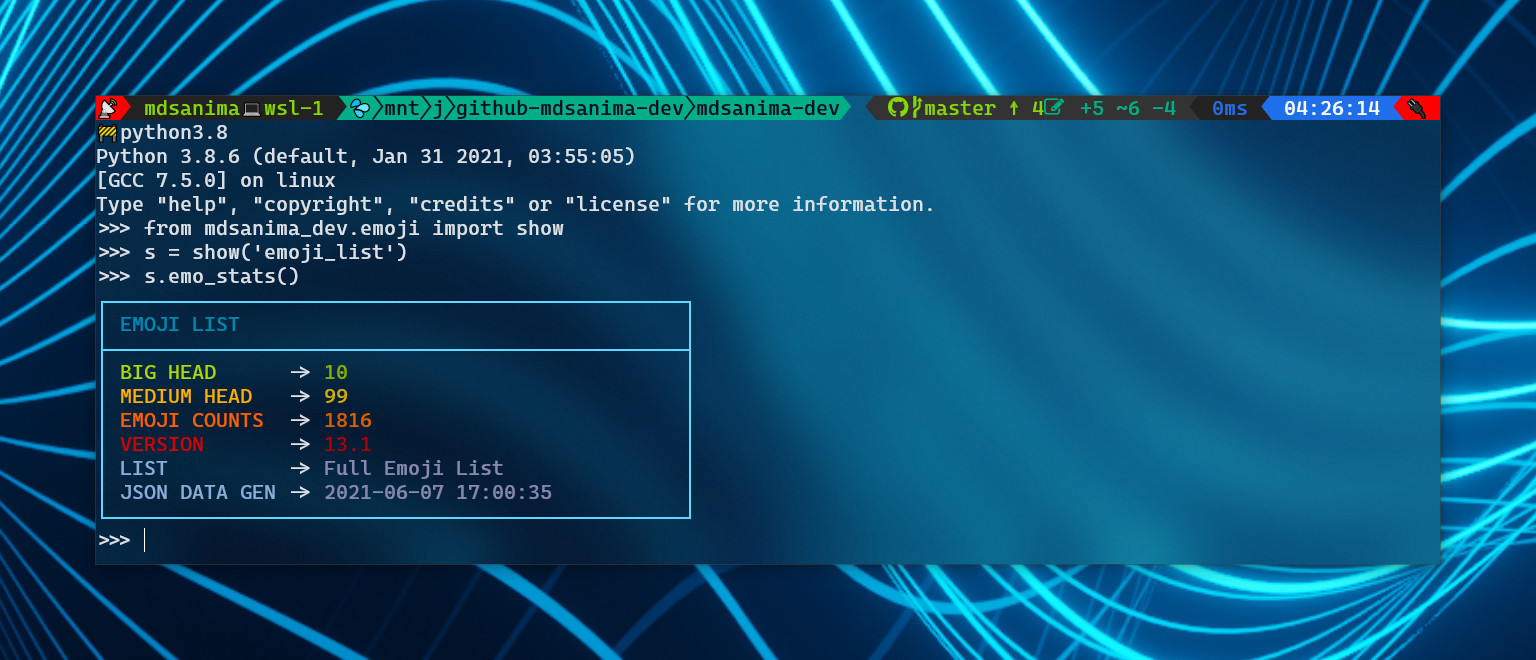 mdsanima wsl-1 mnt j github-mdsanima-dev mdsanima-dev master ↑ 4 +5 ~6 -4 0ms 04:26:14
python3.8
Python 3.8.6 (default, Jan 31 2021, 03:55:05)
[GCC 7.5.0] on linux
Type "help", "copyright", "credits" or "license" for more information.
>>> from mdsanima_dev.emoji import show
>>> s = show('emoji_list')
>>> s.emo_stats()
EMOJI LIST
BIG HEAD → 10
MEDIUM HEAD → 99
EMOJI COUNTS → 1816
VERSION → 13.1
LIST → Full Emoji List
JSON DATA GEN → 2021-06-07 17:00:35
>>>